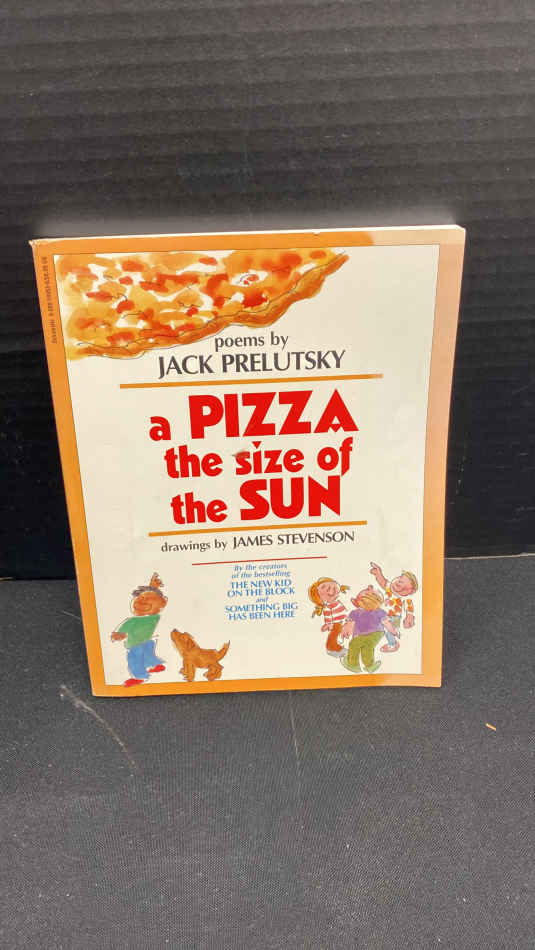 poems by
JACK PRELUTSKY
a PIZZA
the size of
the SUN
drawings by JAMES STEVENSON
By the creators
of the bestselling
THE NEW KID
ON THE BLOCK
and
SOMETHING BIG
HAS BEEN HERE